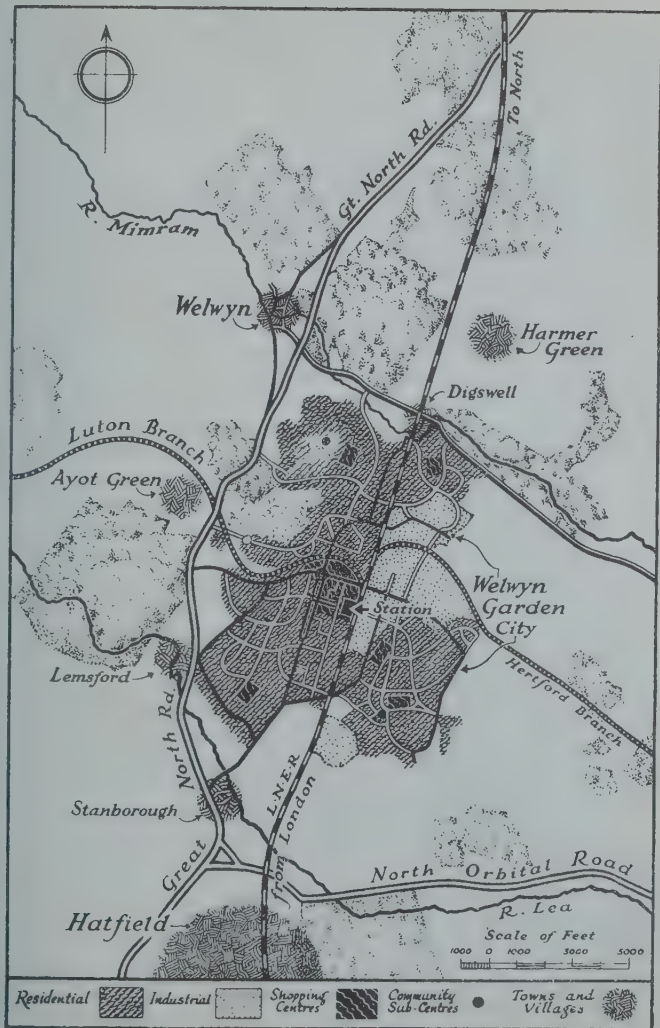 To North
Gt. North Rd.
R. Mimram
Welwyn
Harmer
Green
Digswell
Luton Branch
Ayot Green
Welwyn
Garden
City
Station
Lemsford
Hertford Branch
North Rd.
Great
Stanborough
L·N·E·R
from London
North Orbital Road
R. Lea
Hatfield
Scale of Feet
1000 0 1000 3000 5000
Residential Industrial Shopping Centres Community Sub-Centres Towns and Villages